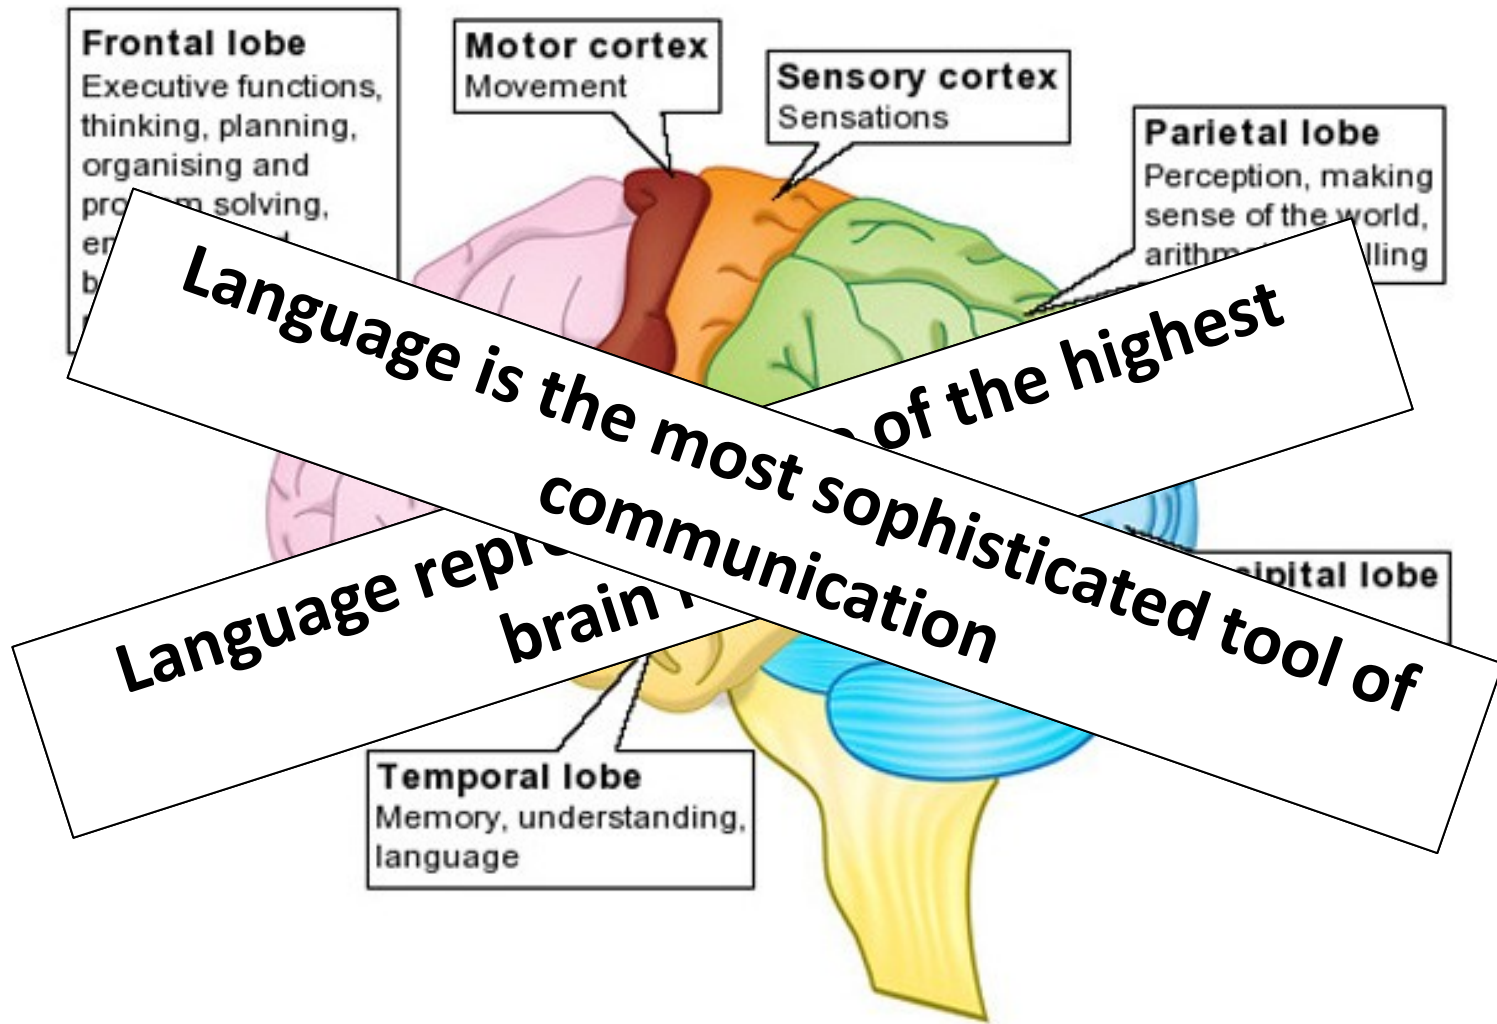 Frontal lobe
Executive functions,
thinking, planning,
organising and
solving,
Motor cortex
Movement
Sensory cortex
Sensations
Parietal lobe
Perception, making
sense of the world,
Language is the most sophisticated tool of
communication
Language of the highest
brain
lobe
Temporal lobe
Memory, understanding,
language